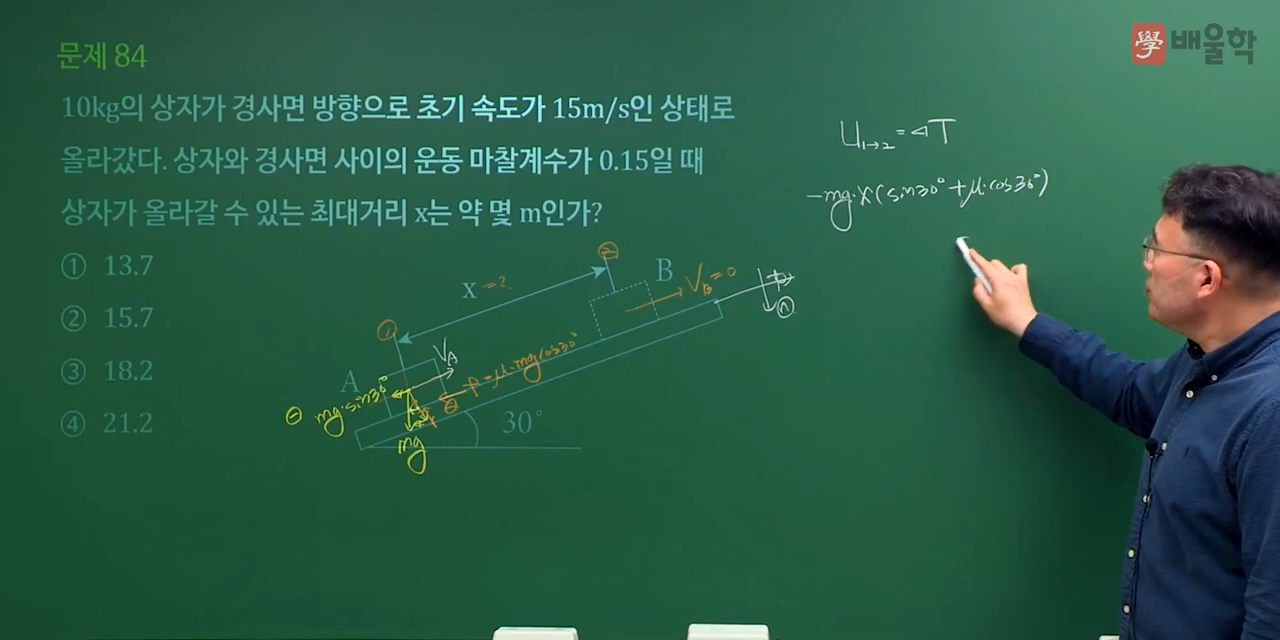 문제 84
學 배울학
10kg의 상자가 경사면 방향으로 초기 속도가 15m/s인 상태로
올라갔다. 상자와 경사면 사이의 운동 마찰계수가 0.15일 때
상자가 올라갈 수 있는 최대거리 x는 약 몇 m인가?
① 13.7
② 15.7
③ 18.2
④ 21.2
U₁→₂ = ΔT
-mg·x(sin30° + μ·cos30°)
②
x = ?
B
V_B = 0
①
V_A
A
⊖ mg·sin30°
⊖ f = μ·mgcos30°
mg
30°